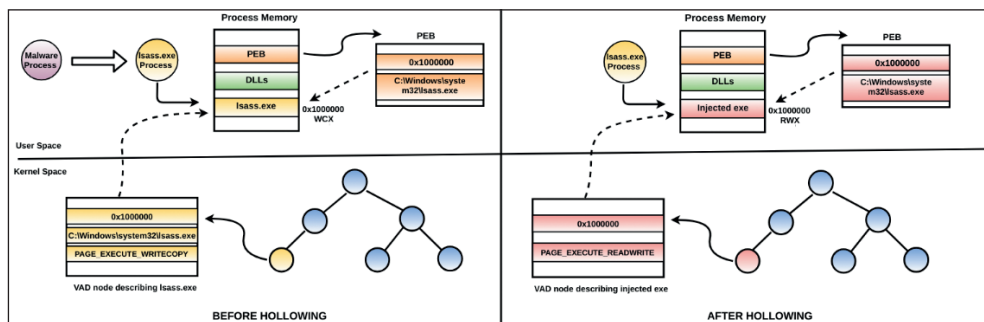 Process Memory
PEB
Malware
Process
lsass.exe
Process
PEB
DLLs
lsass.exe
0x1000000
C:\Windows\syste
m32\lsass.exe
0x1000000
WCX
User Space
Kernel Space
0x1000000
C:\Windows\system32\lsass.exe
PAGE_EXECUTE_WRITECOPY
VAD node describing lsass.exe
BEFORE HOLLOWING
Process Memory
PEB
lsass.exe
Process
PEB
DLLs
Injected exe
0x1000000
C:\Windows\syste
m32\lsass.exe
0x1000000
RWX
0x1000000
PAGE_EXECUTE_READWRITE
VAD node describing injected exe
AFTER HOLLOWING